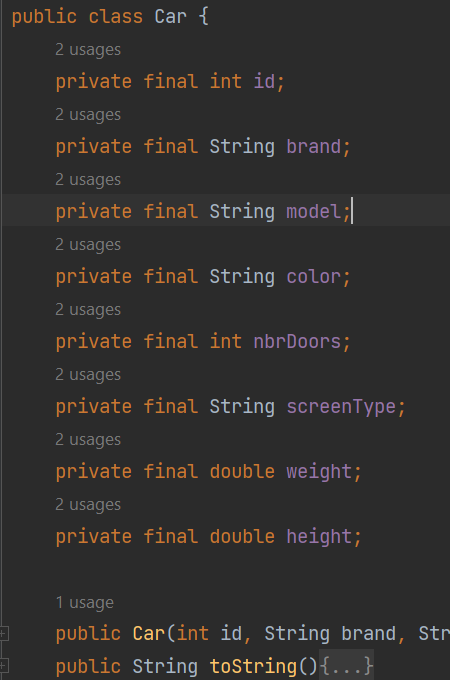 public class Car {
2 usages
private final int id;
2 usages
private final String brand;
2 usages
private final String model;
2 usages
private final String color;
2 usages
private final int nbrDoors;
2 usages
private final String screenType;
2 usages
private final double weight;
2 usages
private final double height;
1 usage
public Car(int id, String brand, Str
public String toString(){...}